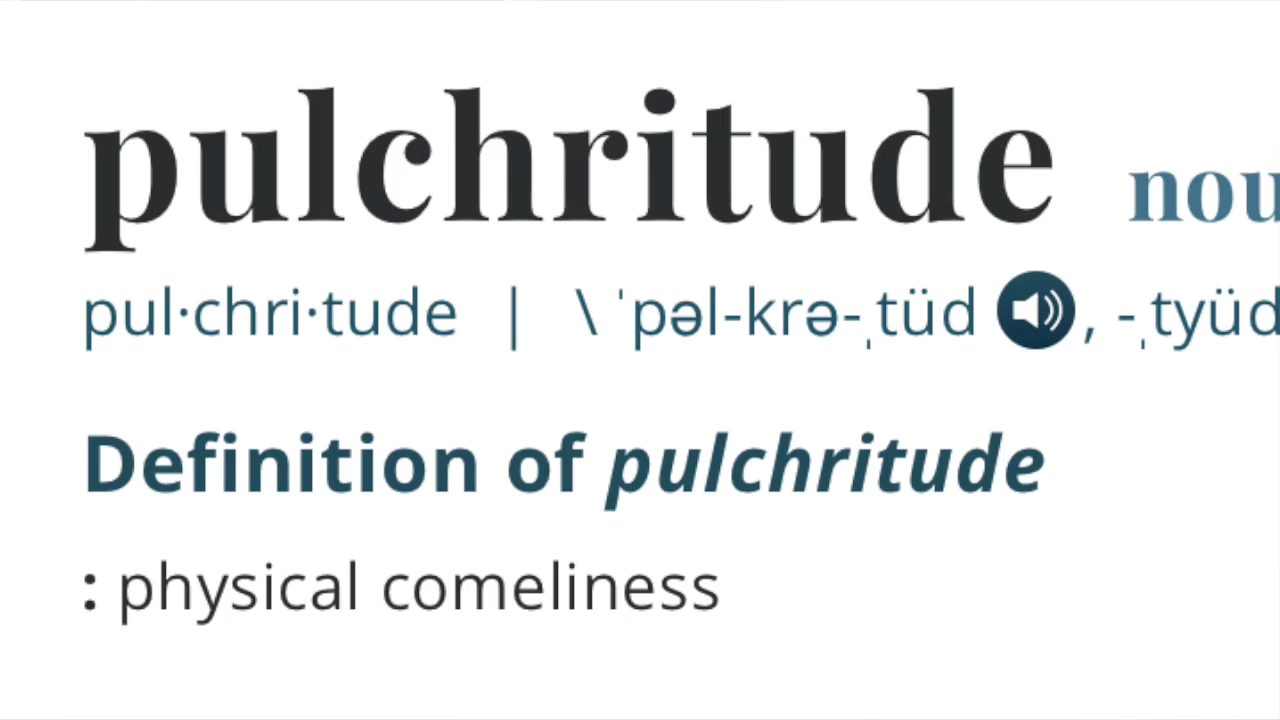 pulchritude nou
pul·chri·tude | \ ˈpəl-krə-ˌtüd , -ˌtyüd
Definition of pulchritude
: physical comeliness